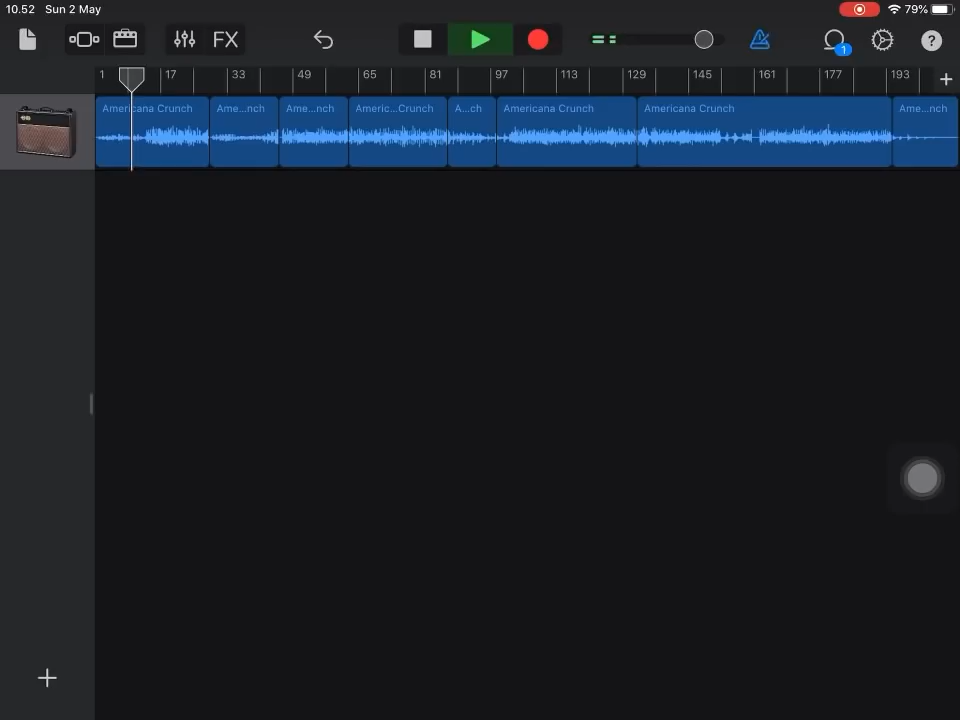 10.52 Sun 2 May 79%
FX 1 ?
1 17 33 49 65 81 97 113 129 145 161 177 193 +
Americana Crunch Ame...nch Ame...nch Americ...Crunch A...ch Americana Crunch Americana Crunch Ame...nch
+